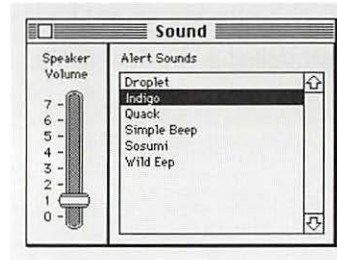 Sound
Speaker
Volume
7
6
5
4
3
2
1
0
Alert Sounds
Droplet
Indigo
Quack
Simple Beep
Sosumi
Wild Eep